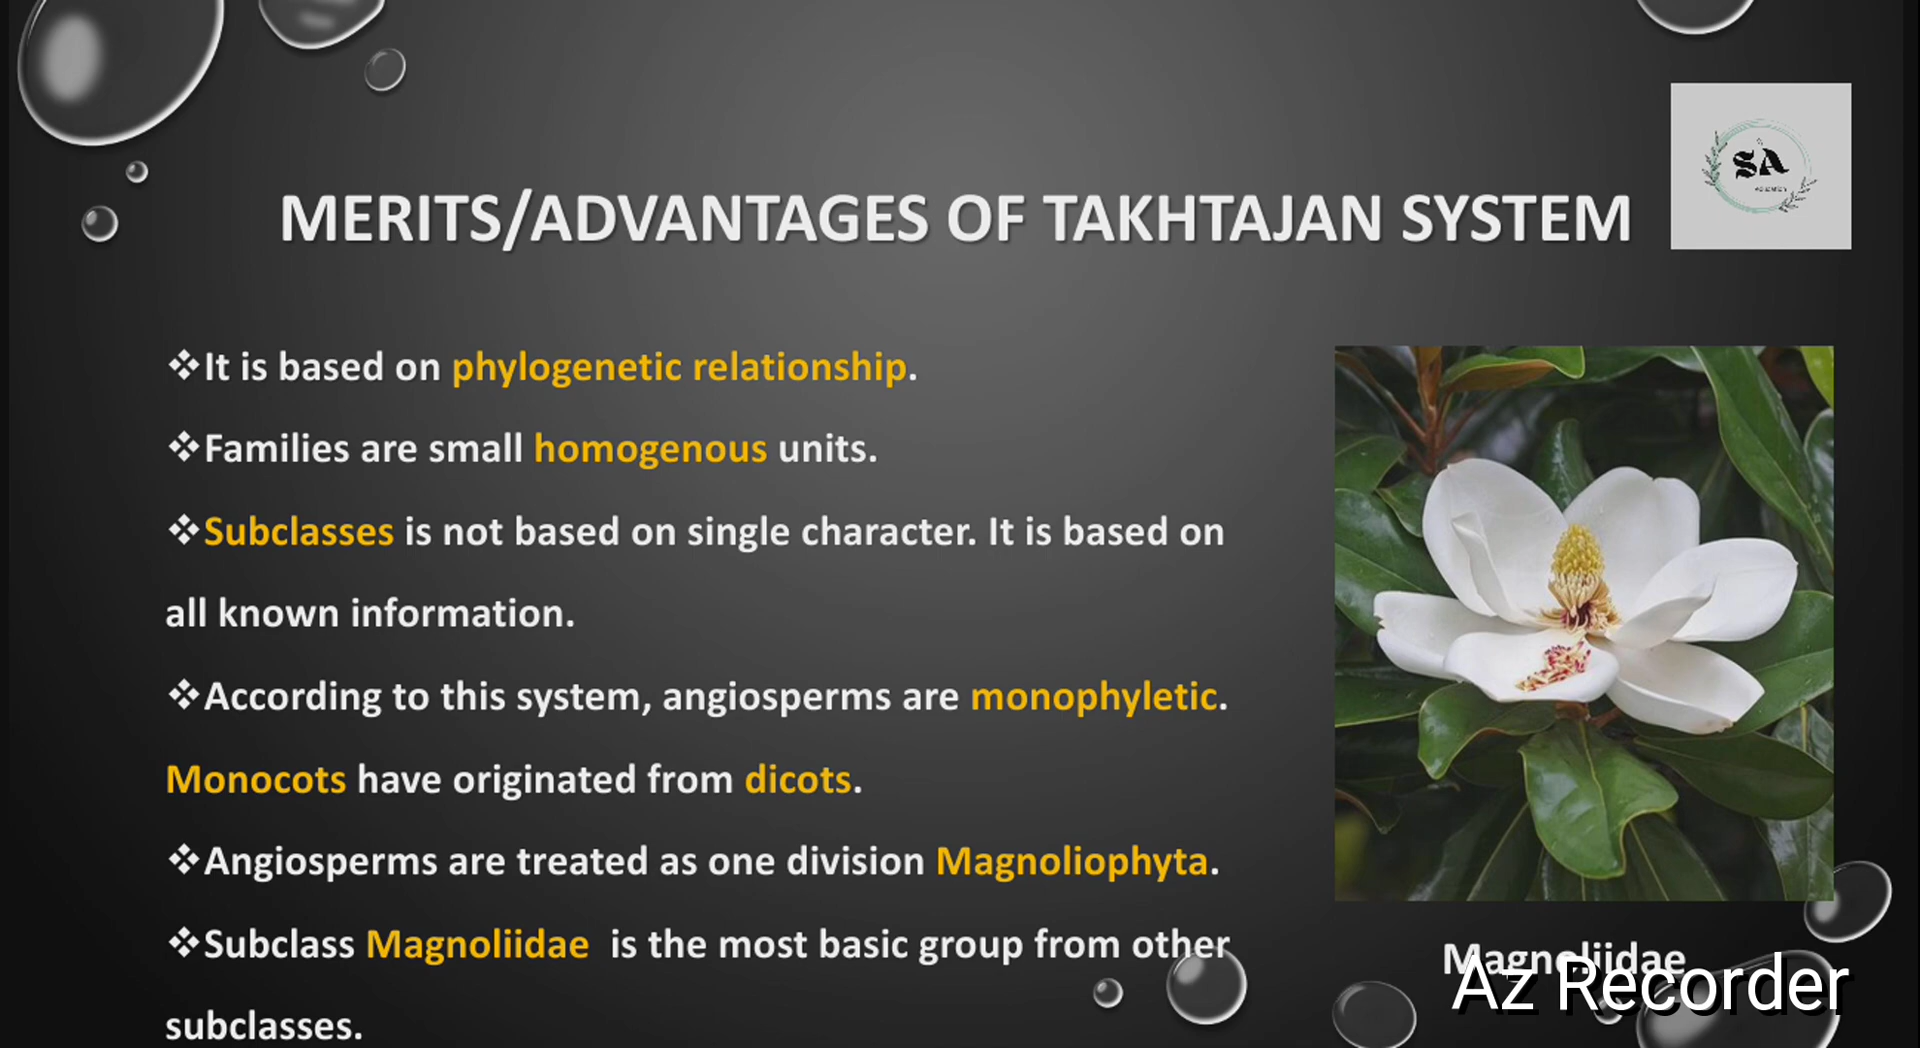 SA
education
MERITS/ADVANTAGES OF TAKHTAJAN SYSTEM
❖It is based on phylogenetic relationship.
❖Families are small homogenous units.
❖Subclasses is not based on single character. It is based on
all known information.
❖According to this system, angiosperms are monophyletic.
Monocots have originated from dicots.
❖Angiosperms are treated as one division Magnoliophyta.
❖Subclass Magnoliidae is the most basic group from other
subclasses.
Magnoliidae
Az Recorder